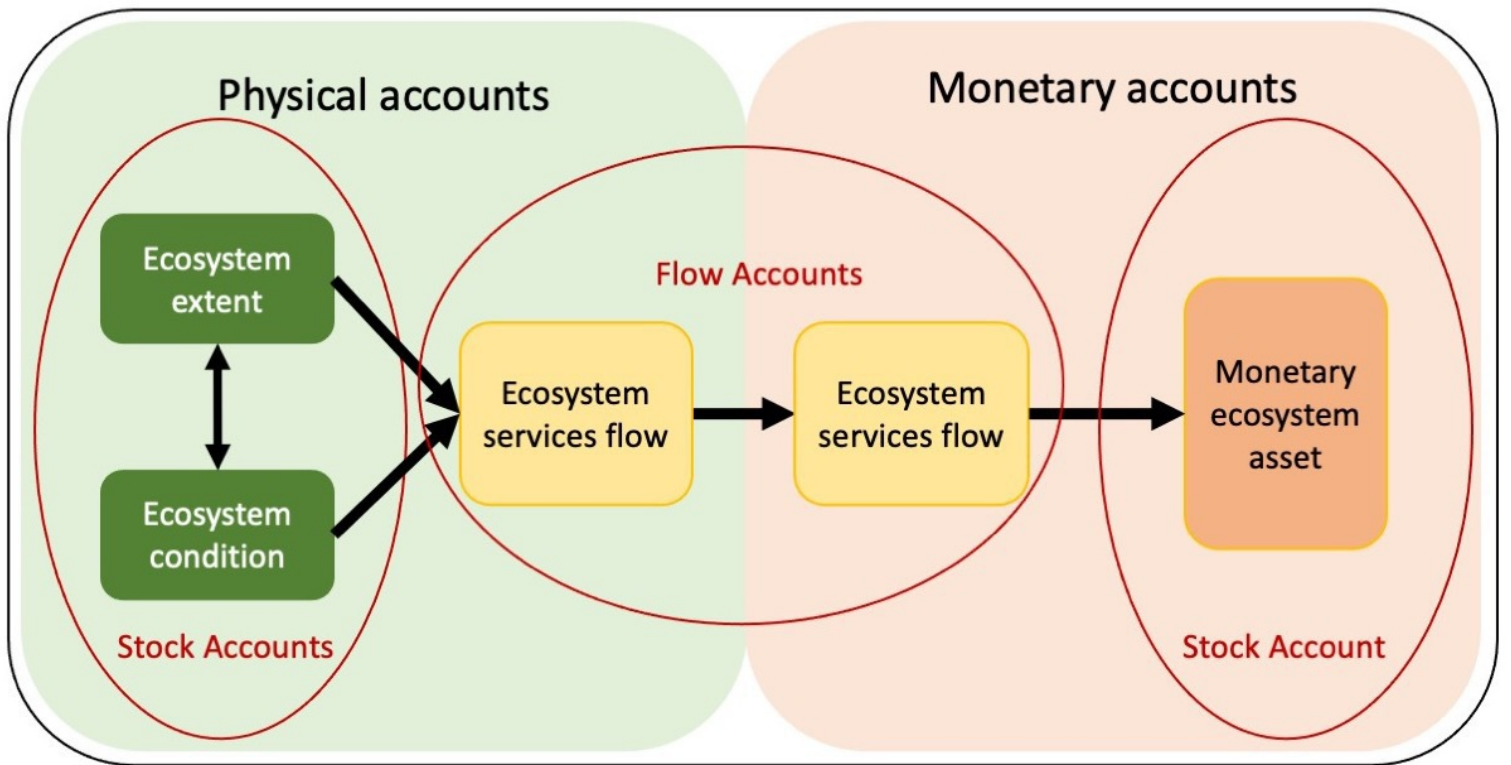 Physical accounts
Monetary accounts
Ecosystem
extent
Flow Accounts
Ecosystem
services flow
Ecosystem
services flow
Monetary
ecosystem
asset
Ecosystem
condition
Stock Accounts
Stock Account